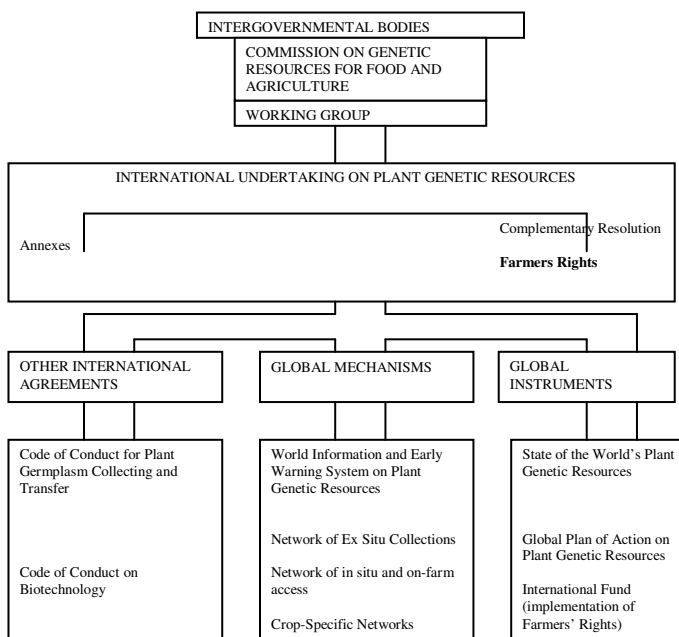 INTERGOVERNMENTAL BODIES
COMMISSION ON GENETIC
RESOURCES FOR FOOD AND
AGRICULTURE
WORKING GROUP
INTERNATIONAL UNDERTAKING ON PLANT GENETIC RESOURCES
Annexes
Complementary Resolution
Farmers Rights
OTHER INTERNATIONAL
AGREEMENTS
GLOBAL MECHANISMS
GLOBAL
INSTRUMENTS
Code of Conduct for Plant
Germplasm Collecting and
Transfer
Code of Conduct on
Biotechnology
World Information and Early
Warning System on Plant
Genetic Resources
Network of Ex Situ Collections
Network of in situ and on-farm
access
Crop-Specific Networks
State of the World's Plant
Genetic Resources
Global Plan of Action on
Plant Genetic Resources
International Fund
(implementation of
Farmers' Rights)